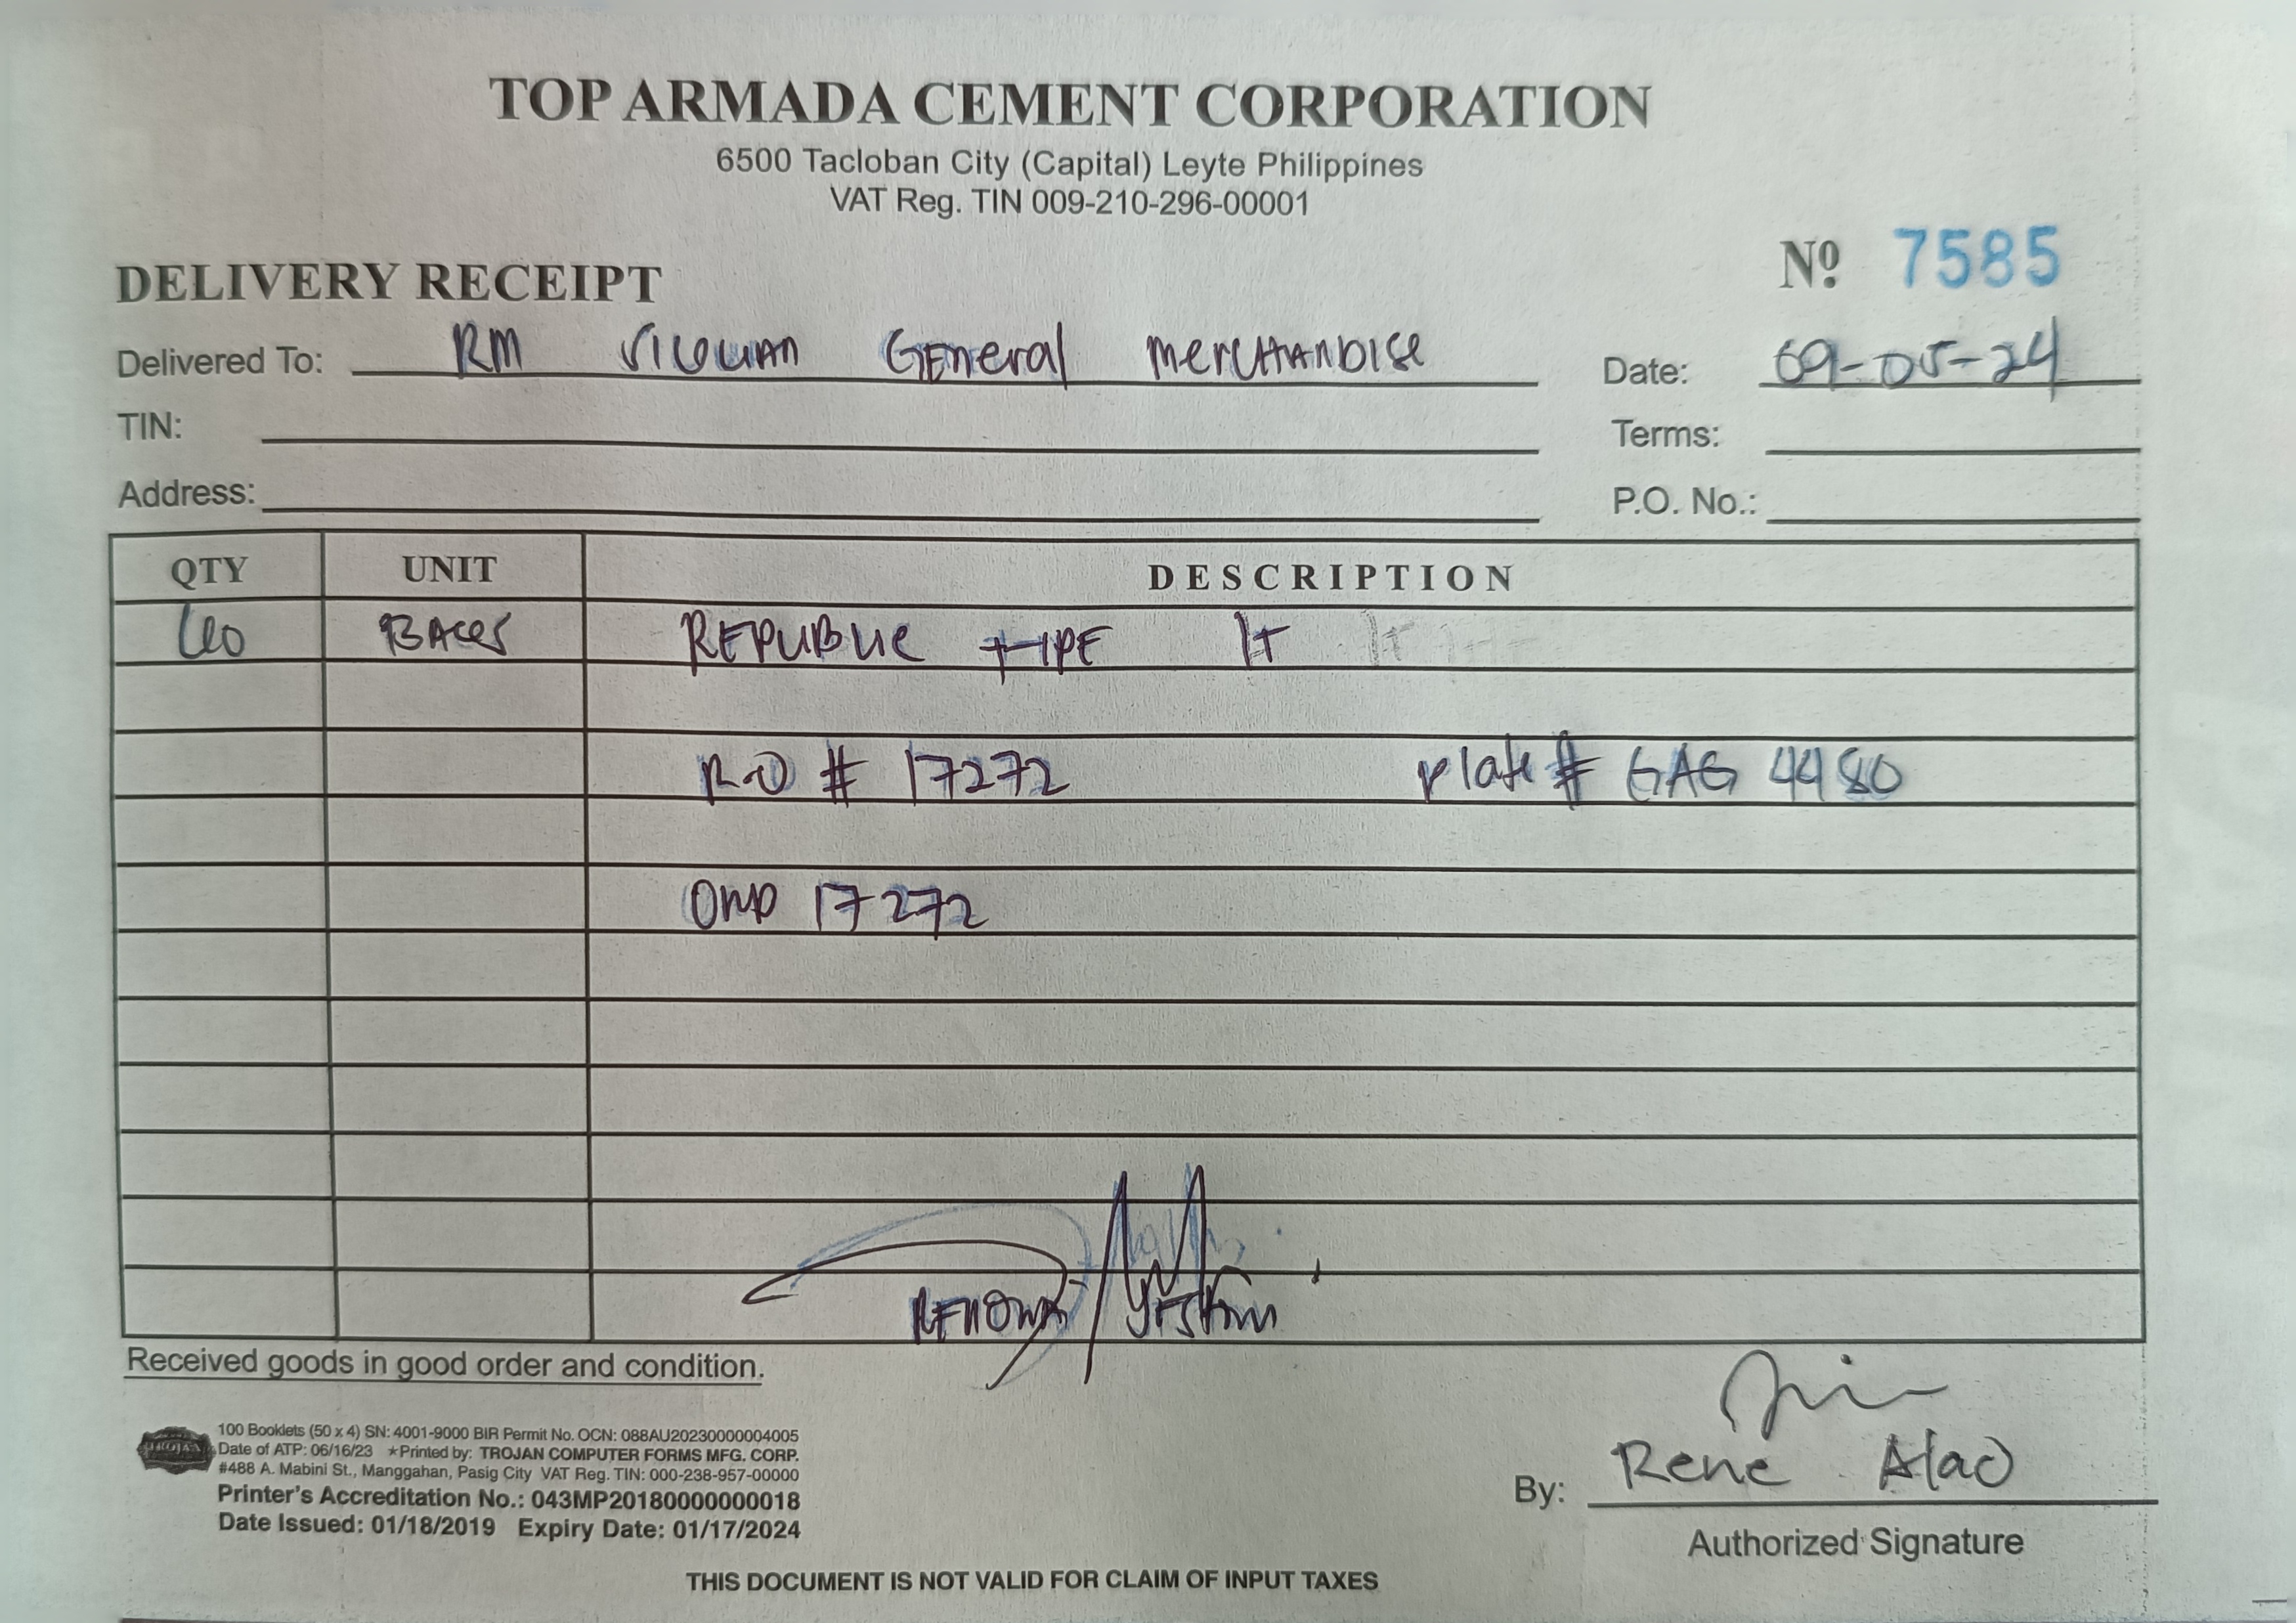 TOP ARMADA CEMENT CORPORATION
6500 Tacloban City (Capital) Leyte Philippines
VAT Reg. TIN 009-210-296-00001
Nº 7585
DELIVERY RECEIPT
Delivered To: RM General Merchandise Date: 09-05-24
TIN: Terms:
Address: P.O. No.:
QTY UNIT DESCRIPTION
BAGS REPUBLIC TYPE 1T
R.O # 17272 Plate # GAG 4480
17272
Received goods in good order and condition.
TROJAN
100 Booklets (50 x 4) SN: 4001-9000 BIR Permit No. OCN: 088AU20230000004005
Date of ATP: 06/16/23 ★Printed by: TROJAN COMPUTER FORMS MFG. CORP.
#488 A. Mabini St., Manggahan, Pasig City VAT Reg. TIN: 000-238-957-00000
Printer's Accreditation No.: 043MP20180000000018
Date Issued: 01/18/2019 Expiry Date: 01/17/2024
By: Rene Alao
Authorized Signature
THIS DOCUMENT IS NOT VALID FOR CLAIM OF INPUT TAXES